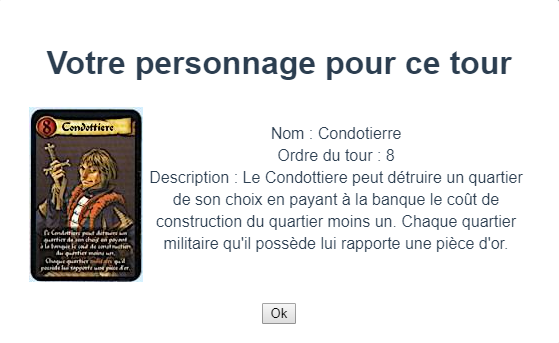 Votre personnage pour ce tour
8 Condottiere
Le Condottiere peut détruire un
quartier de son choix en payant
à la banque le coût de construction
du quartier moins un.
Chaque quartier militaire qu'il
possède lui rapporte une pièce d'or.
Nom : Condotierre
Ordre du tour : 8
Description : Le Condottiere peut détruire un quartier
de son choix en payant à la banque le coût de
construction du quartier moins un. Chaque quartier
militaire qu'il possède lui rapporte une pièce d'or.
Ok